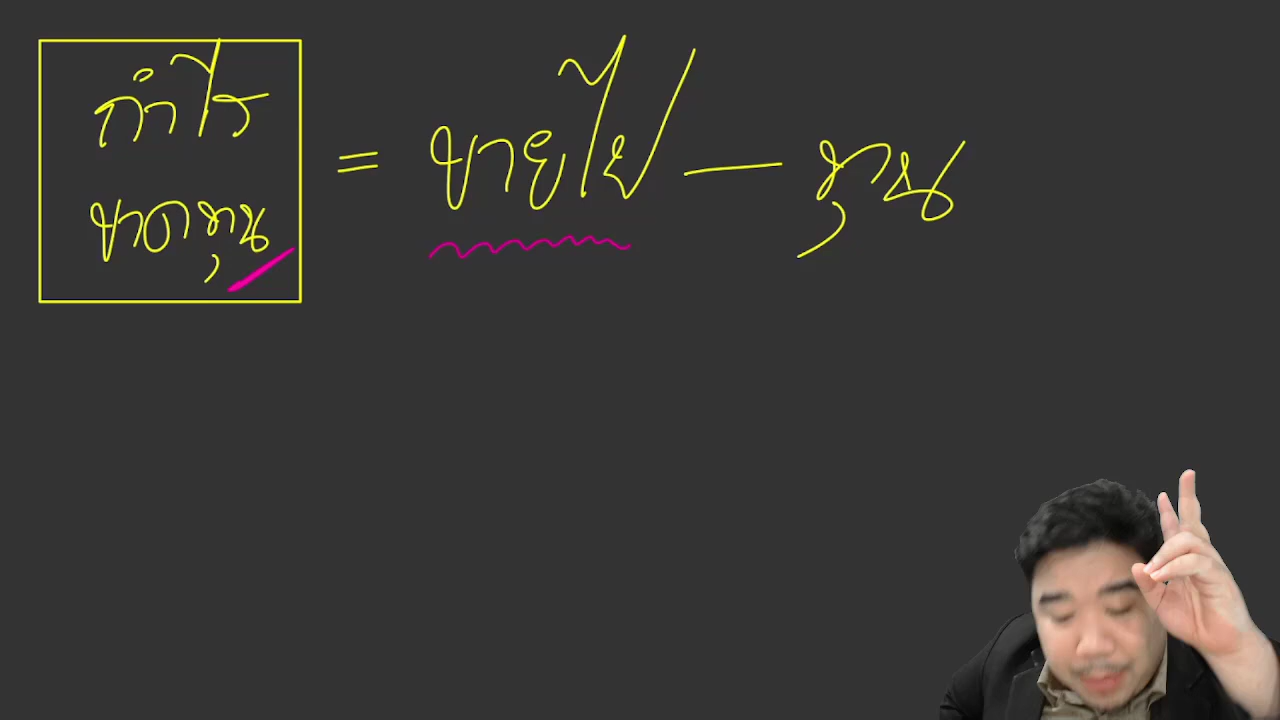 กำไร
ขาดทุน
= ขายไป — ทุน